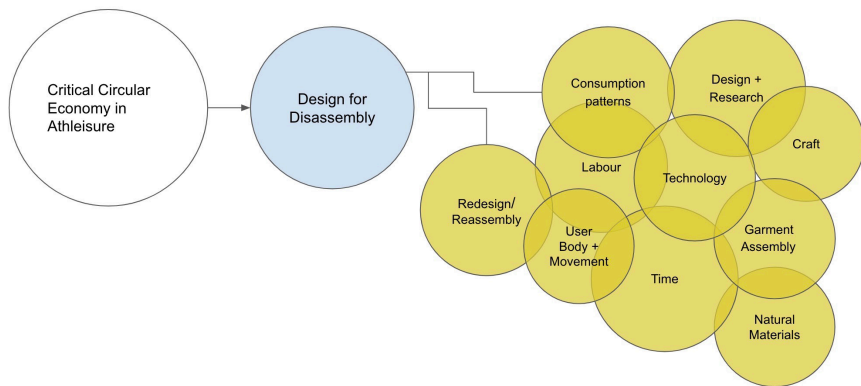 Critical Circular
Economy in
Athleisure
Design for
Disassembly
Consumption
patterns
Design +
Research
Craft
Labour
Technology
Redesign/
Reassembly
User
Body +
Movement
Garment
Assembly
Time
Natural
Materials